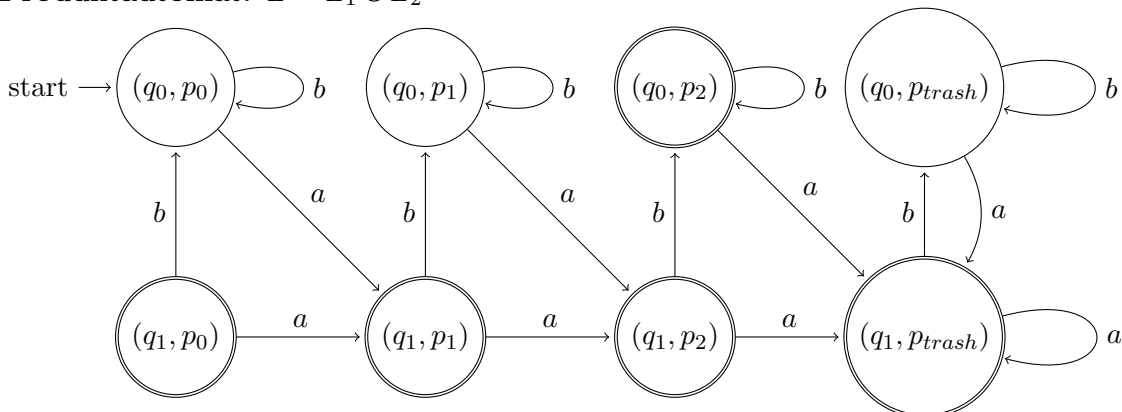 Produktautomat: L = L₁ ∪ L₂
start (q₀, p₀) b (q₀, p₁) b (q₀, p₂) b (q₀, p_trash) b
b a b a b a b a
(q₁, p₀) a (q₁, p₁) a (q₁, p₂) a (q₁, p_trash) a